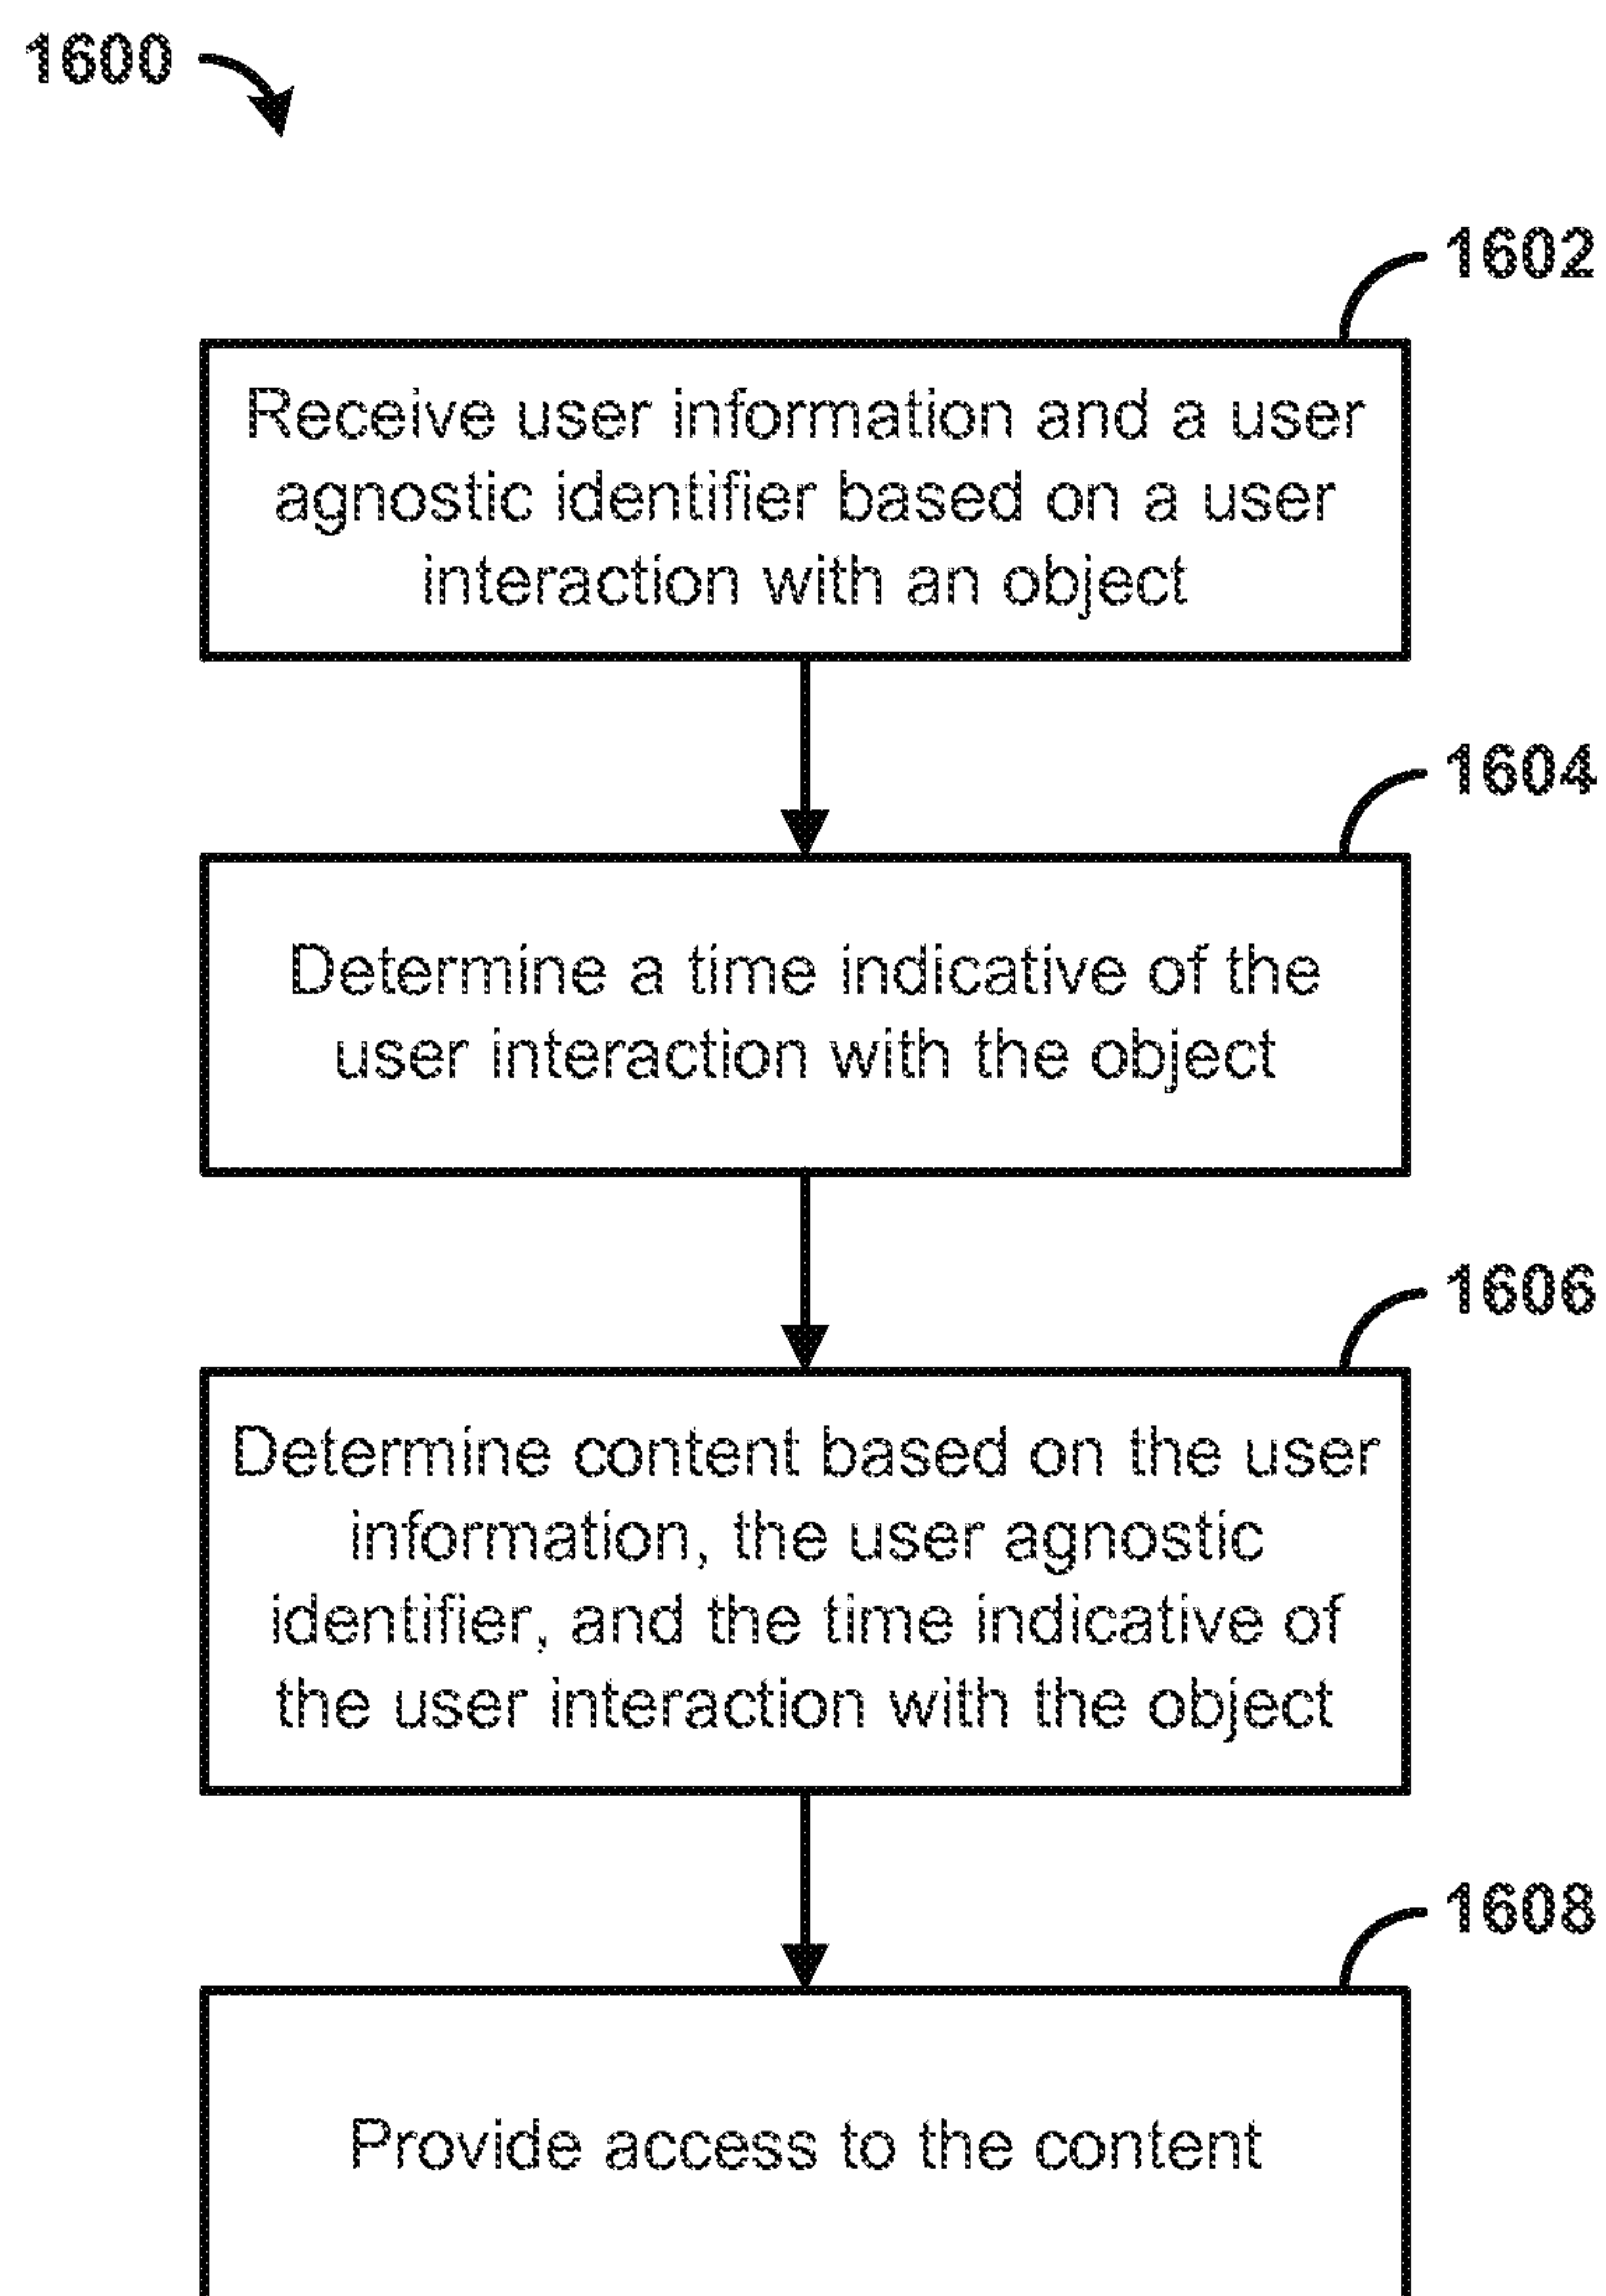 1600
1602
Receive user information and a user
agnostic identifier based on a user
interaction with an object
1604
Determine a time indicative of the
user interaction with the object
1606
Determine content based on the user
information, the user agnostic
identifier, and the time indicative of
the user interaction with the object
1608
Provide access to the content